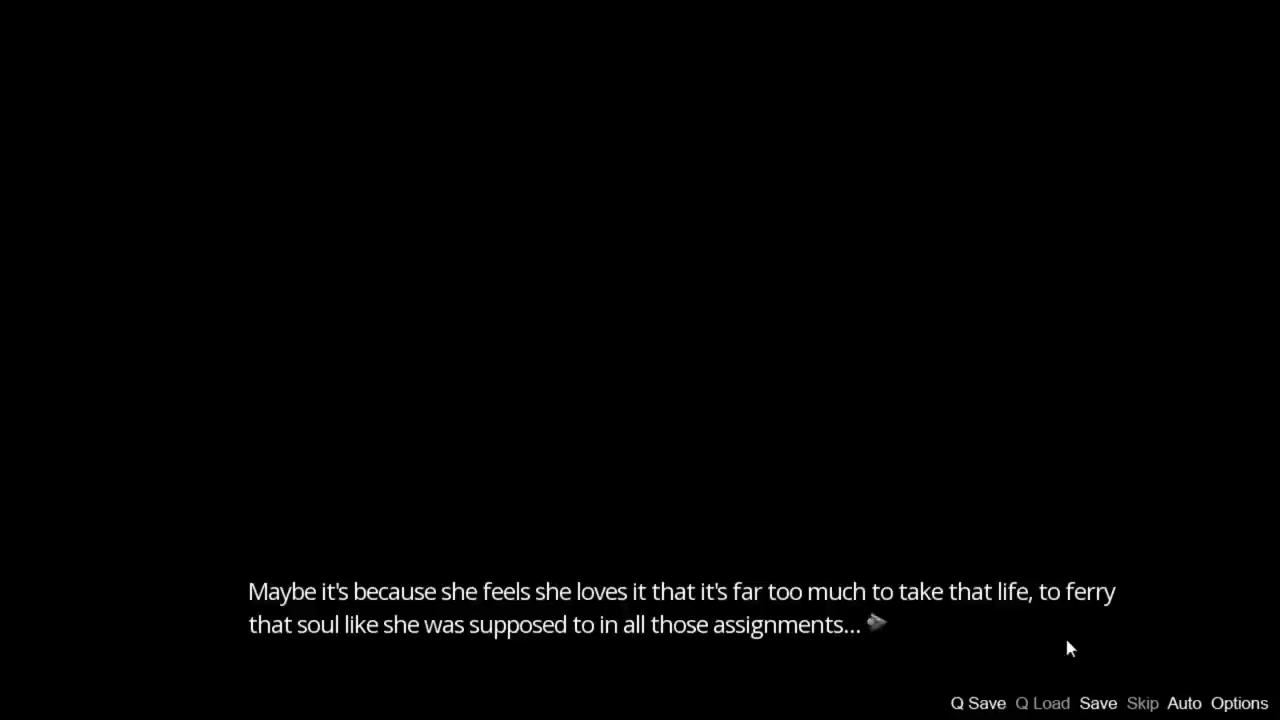 Maybe it's because she feels she loves it that it's far too much to take that life, to ferry
that soul like she was supposed to in all those assignments...
Q Save Q Load Save Skip Auto Options